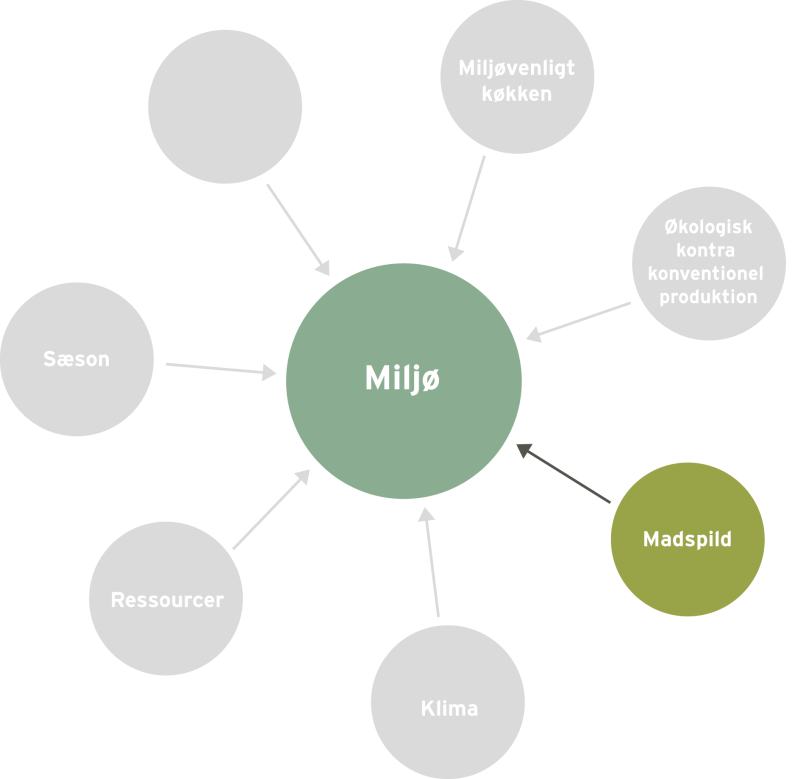 Miljøvenligt
køkken
Økologisk
kontra
konventionel
produktion
Sæson
Miljø
Madspild
Ressourcer
Klima